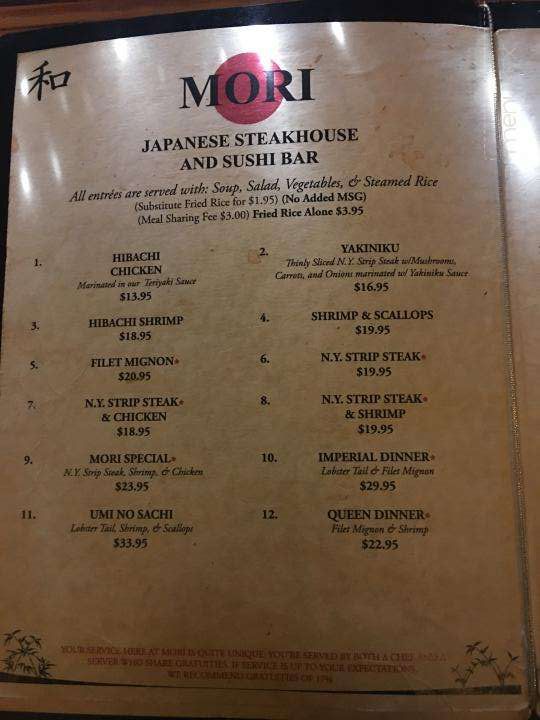 和
MORI
JAPANESE STEAKHOUSE
AND SUSHI BAR
All entrées are served with: Soup, Salad, Vegetables, & Steamed Rice
(Substitute Fried Rice for $1.95) (No Added MSG)
(Meal Sharing Fee $3.00) Fried Rice Alone $3.95
1. HIBACHI
CHICKEN
Marinated in our Teriyaki Sauce
$13.95
2. YAKINIKU
Thinly Sliced N.Y. Strip Steak w/Mushrooms,
Carrots, and Onions marinated w/ Yakiniku Sauce
$16.95
3. HIBACHI SHRIMP
$18.95
4. SHRIMP & SCALLOPS
$19.95
5. FILET MIGNON*
$20.95
6. N.Y. STRIP STEAK*
$19.95
7. N.Y. STRIP STEAK*
& CHICKEN
$18.95
8. N.Y. STRIP STEAK*
& SHRIMP
$19.95
9. MORI SPECIAL*
N.Y. Strip Steak, Shrimp, & Chicken
$23.95
10. IMPERIAL DINNER*
Lobster Tail & Filet Mignon
$29.95
11. UMI NO SACHI
Lobster Tail, Shrimp, & Scallops
$33.95
12. QUEEN DINNER*
Filet Mignon & Shrimp
$22.95
YOUR SERVICE HERE AT MORI IS QUITE UNIQUE; YOU'RE SERVED BY BOTH A CHEF AND A
SERVER WHO SHARE GRATUITIES. IF SERVICE IS UP TO YOUR EXPECTATIONS,
WE RECOMMEND GRATUITIES OF